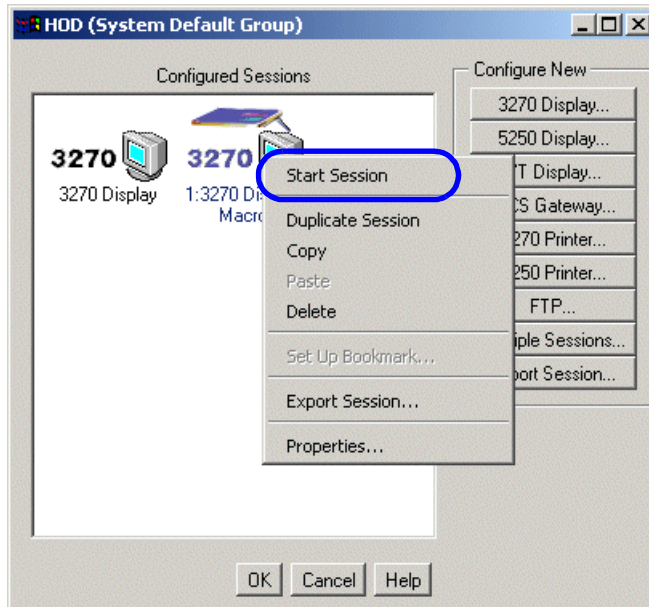 HOD (System Default Group)
Configured Sessions
Configure New
3270 Display...
5250 Display...
T Display...
CS Gateway...
270 Printer...
250 Printer...
FTP...
iple Sessions...
port Session...
3270
3270 Display
3270
1:3270 Di
Macro
Start Session
Duplicate Session
Copy
Paste
Delete
Set Up Bookmark...
Export Session...
Properties...
OK
Cancel
Help